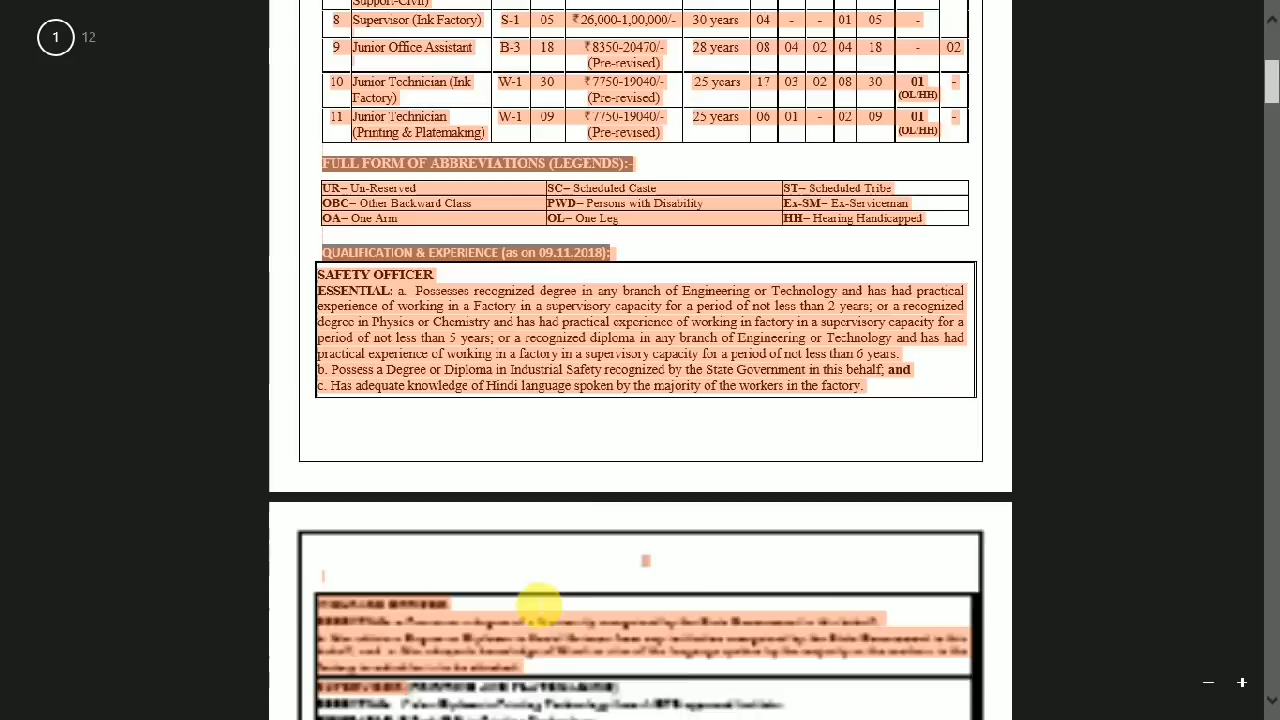 1 12
Support-Civil)
8 Supervisor (Ink Factory) S-1 05 ₹26,000-1,00,000/- 30 years 04 - - 01 05 -
9 Junior Office Assistant B-3 18 ₹8350-20470/- 28 years 08 04 02 04 18 - 02
(Pre-revised)
10 Junior Technician (Ink W-1 30 ₹7750-19040/- 25 years 17 03 02 08 30 01 -
Factory) (Pre-revised) (OL/HH)
11 Junior Technician W-1 09 ₹7750-19040/- 25 years 06 01 - 02 09 01 -
(Printing & Platemaking) (Pre-revised) (OL/HH)
FULL FORM OF ABBREVIATIONS (LEGENDS):-
UR– Un-Reserved SC– Scheduled Caste ST– Scheduled Tribe
OBC– Other Backward Class PWD– Persons with Disability Ex-SM– Ex-Serviceman
OA– One Arm OL– One Leg HH- Hearing Handicapped
QUALIFICATION & EXPERIENCE (as on 09.11.2018):
SAFETY OFFICER
ESSENTIAL: a. Possesses recognized degree in any branch of Engineering or Technology and has had practical
experience of working in a Factory in a supervisory capacity for a period of not less than 2 years; or a recognized
degree in Physics or Chemistry and has had practical experience of working in factory in a supervisory capacity for a
period of not less than 5 years; or a recognized diploma in any branch of Engineering or Technology and has had
practical experience of working in a factory in a supervisory capacity for a period of not less than 6 years.
b. Possess a Degree or Diploma in Industrial Safety recognized by the State Government in this behalf; and
c. Has adequate knowledge of Hindi language spoken by the majority of the workers in the factory.